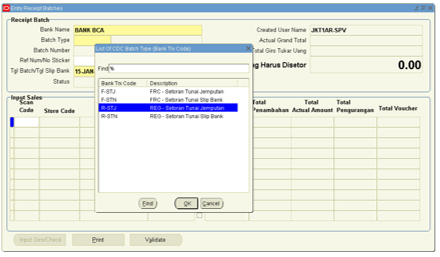 Entry Receipt Batches
Receipt Batch
Bank Name BANK BCA
Created User Name JKT1AR.SPV
Batch Type
Actual Grand Total
Batch Number
Total Giro Tukar Uang
Ref Num/No Sticker
ng Harus Disetor 0.00
Tgl Batch/Tgl Slip Bank 15-JAN
Status
List Of CDC Batch Type (Bank Trx Code)
Find %
Bank Trx Code Description
F-STJ FRC - Setoran Tunai Jemputan
F-STN FRC - Setoran Tunai Slip Bank
R-STJ REG - Setoran Tunai Jemputan
R-STN REG - Setoran Tunai Slip Bank
Find OK Cancel
Input Sales
Scan Code Store Code
Total Penambahan
Total Actual Amount
Total Pengurangan
Total Voucher
Input Giro/Check Print Validate